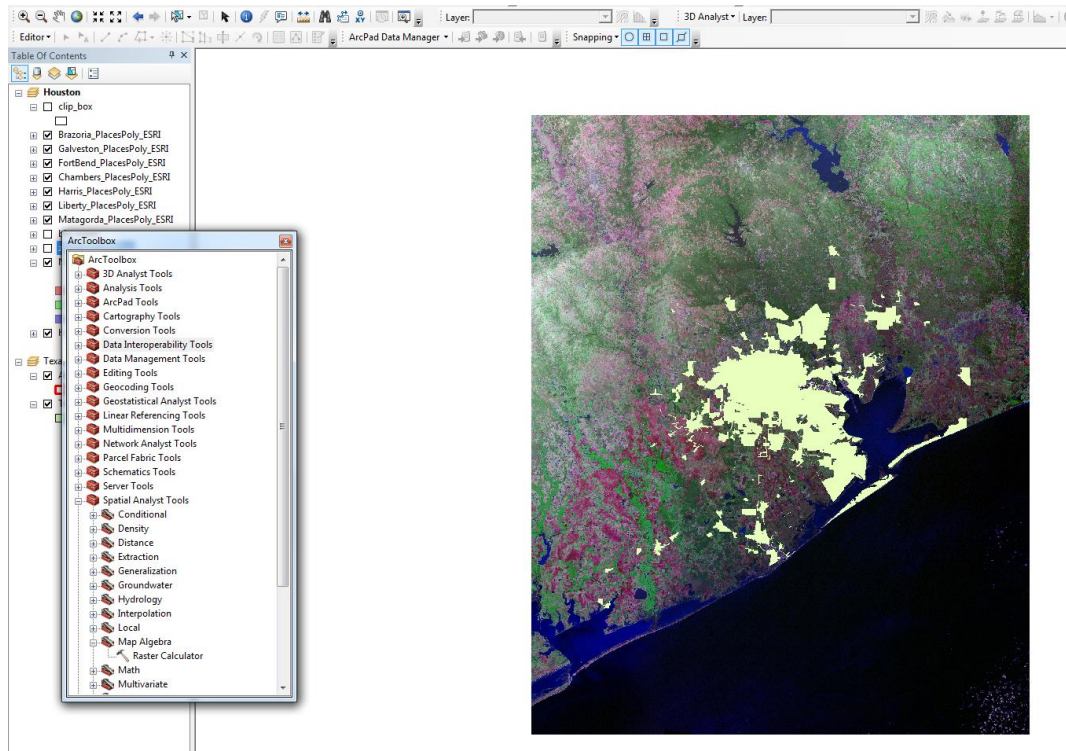 Layer:
3D Analyst
Layer:
Editor
ArcPad Data Manager
Snapping
Table Of Contents
Houston
clip_box
Brazoria_PlacesPoly_ESRI
Galveston_PlacesPoly_ESRI
FortBend_PlacesPoly_ESRI
Chambers_PlacesPoly_ESRI
Harris_PlacesPoly_ESRI
Liberty_PlacesPoly_ESRI
Matagorda_PlacesPoly_ESRI
ArcToolbox
ArcToolbox
3D Analyst Tools
Analysis Tools
ArcPad Tools
Cartography Tools
Conversion Tools
Data Interoperability Tools
Data Management Tools
Editing Tools
Geocoding Tools
Geostatistical Analyst Tools
Linear Referencing Tools
Multidimension Tools
Network Analyst Tools
Parcel Fabric Tools
Schematics Tools
Server Tools
Spatial Analyst Tools
Conditional
Density
Distance
Extraction
Generalization
Groundwater
Hydrology
Interpolation
Local
Map Algebra
Raster Calculator
Math
Multivariate